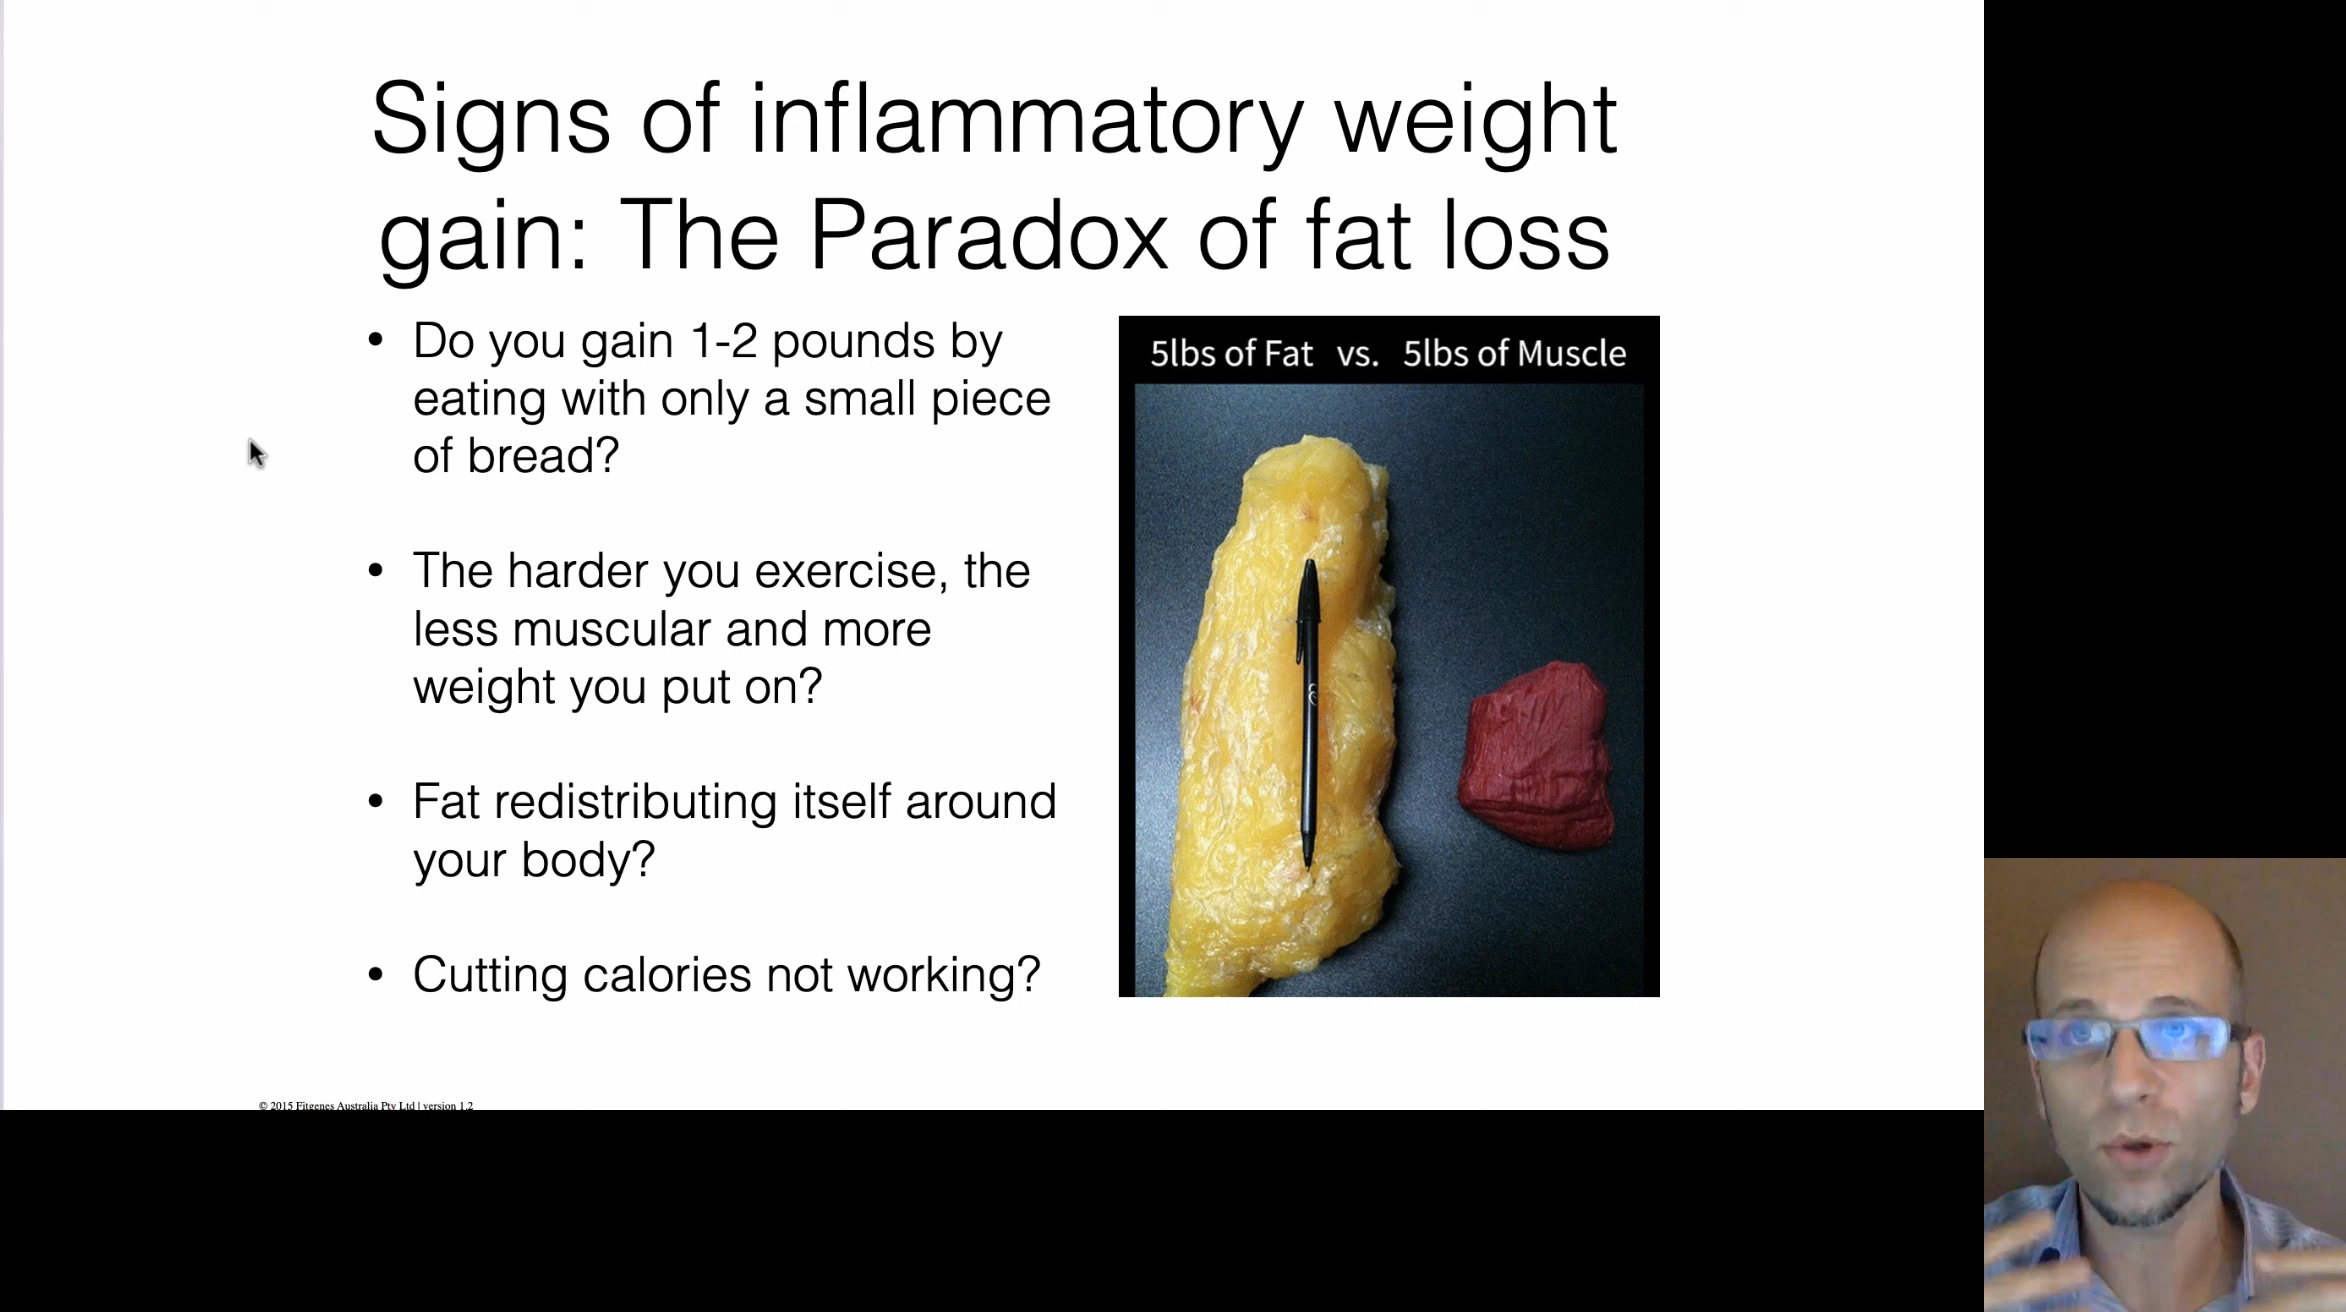 Signs of inflammatory weight
gain: The Paradox of fat loss
• Do you gain 1-2 pounds by
eating with only a small piece
of bread?
• The harder you exercise, the
less muscular and more
weight you put on?
• Fat redistributing itself around
your body?
• Cutting calories not working?
5lbs of Fat vs. 5lbs of Muscle
© 2015 Fitgenes Australia Pty Ltd | version 1.2